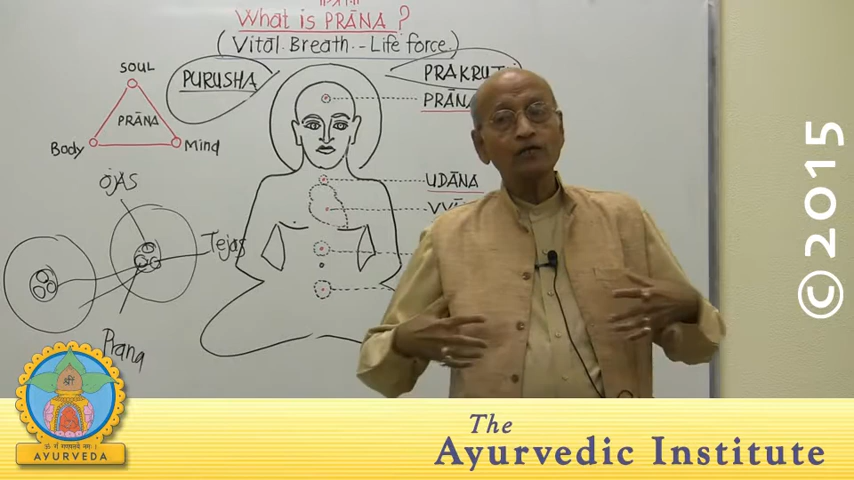 What is PRĀNA ?
(Vital Breath - Life force)
PURUSHA
SOUL
PRĀNA
Body
Mind
PRĀNA
UDĀNA
OJAS
Tejas
Prana
©2015
AYURVEDA
The
Ayurvedic Institute